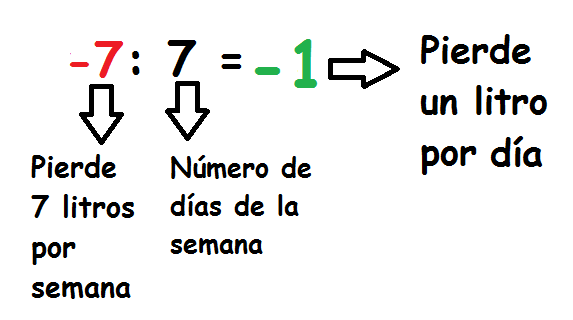 -7 : 7 = -1
Pierde
un litro
por día
Pierde
7 litros
por
semana
Número de
días de la
semana